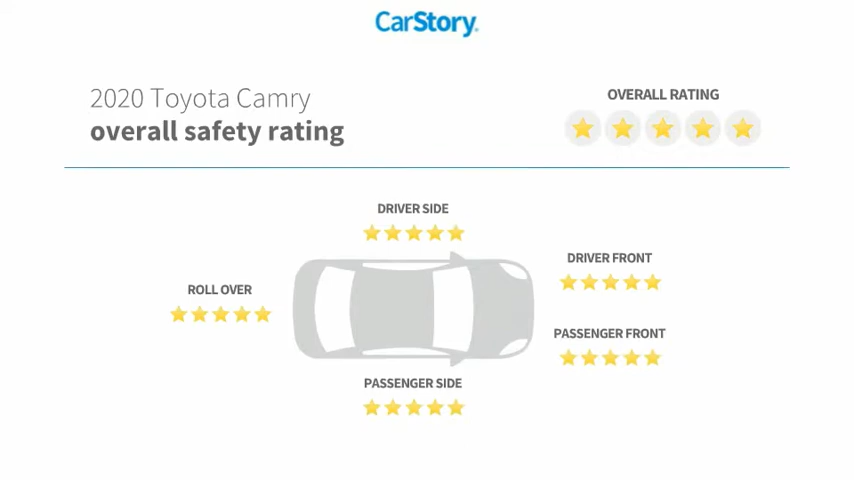 CarStory.
2020 Toyota Camry
overall safety rating
OVERALL RATING
DRIVER SIDE
DRIVER FRONT
ROLL OVER
PASSENGER FRONT
PASSENGER SIDE